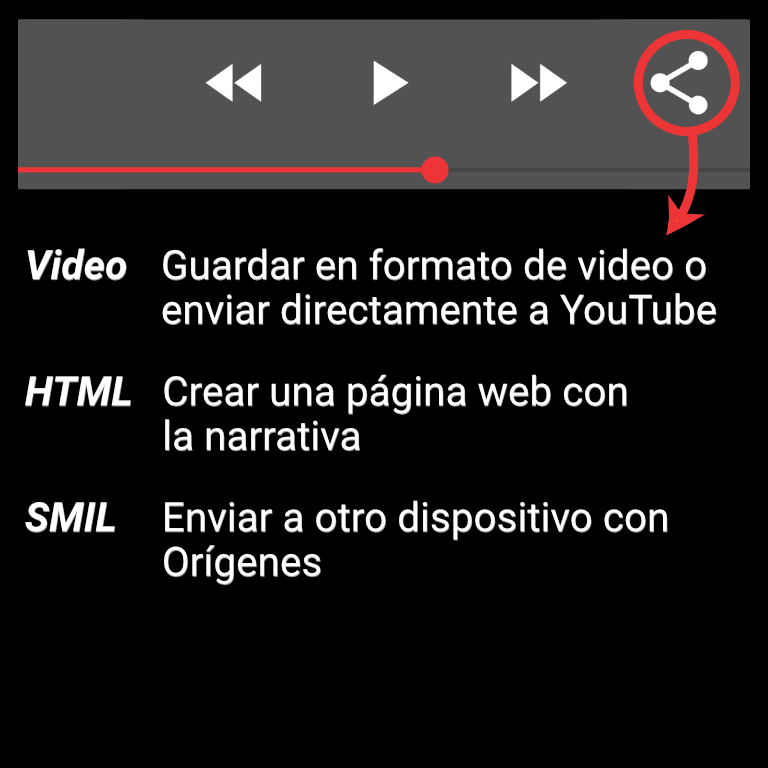 Video Guardar en formato de video o
enviar directamente a YouTube
HTML Crear una página web con
la narrativa
SMIL Enviar a otro dispositivo con
Orígenes